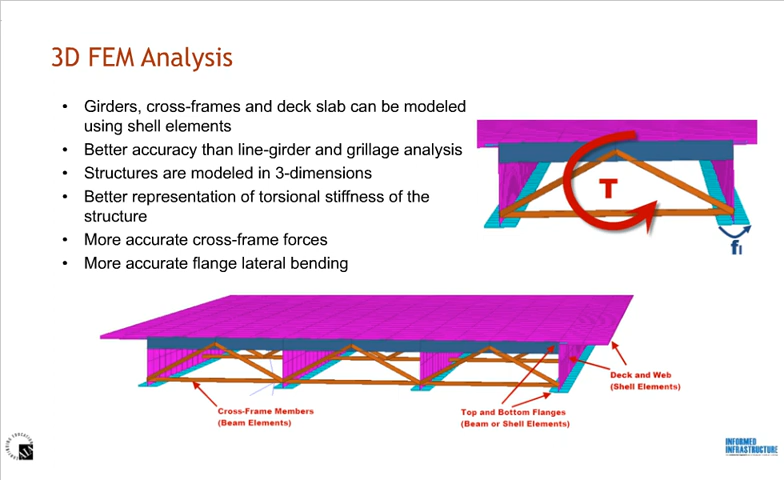 3D FEM Analysis
• Girders, cross-frames and deck slab can be modeled
using shell elements
• Better accuracy than line-girder and grillage analysis
• Structures are modeled in 3-dimensions
• Better representation of torsional stiffness of the
structure
• More accurate cross-frame forces
• More accurate flange lateral bending
T
fl
Deck and Web
(Shell Elements)
Cross-Frame Members
(Beam Elements)
Top and Bottom Flanges
(Beam or Shell Elements)
INFORMED
INFRASTRUCTURE